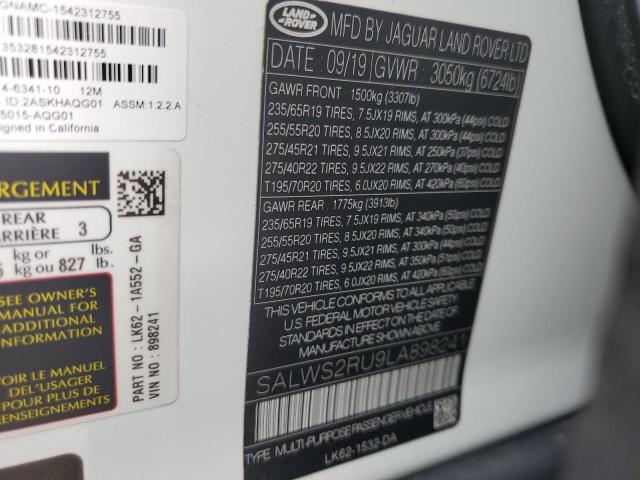 GNAMC-1542312755
353281542312755
4-6341-10 12M
ID:2ASKHAQG01 ASSM:1.2.2.A
5015-AQG01
signed in California
RGEMENT
REAR
ARRIÈRE 3
kg or lbs.
kg ou 827 lb.
SEE OWNER'S
MANUAL FOR
ADDITIONAL
INFORMATION
VOIR LE MANUEL
DE L'USAGER
POUR PLUS DE
RENSEIGNEMENTS
PART NO: LK62 - 1A552 - GA
VIN NO: 898241
LAND ROVER
MFD BY JAGUAR LAND ROVER LTD
DATE: 09/19 GVWR: 3050kg (6724lb)
GAWR FRONT: 1500kg (3307lb)
235/65R19 TIRES, 7.5JX19 RIMS, AT 300kPa (44psi) COLD
255/55R20 TIRES, 8.5JX20 RIMS, AT 300kPa (44psi) COLD
275/45R21 TIRES, 9.5JX21 RIMS, AT 250kPa (37psi) COLD
275/40R22 TIRES, 9.5JX22 RIMS, AT 270kPa (40psi) COLD
T195/70R20 TIRES, 6.0JX20 RIMS, AT 420kPa (60psi) COLD
GAWR REAR: 1775kg (3913lb)
235/65R19 TIRES, 7.5JX19 RIMS, AT 340kPa (50psi) COLD
255/55R20 TIRES, 8.5JX20 RIMS, AT 340kPa (50psi) COLD
275/45R21 TIRES, 9.5JX21 RIMS, AT 300kPa (44psi) COLD
275/40R22 TIRES, 9.5JX22 RIMS, AT 350kPa (51psi) COLD
T195/70R20 TIRES, 6.0JX20 RIMS, AT 420kPa (60psi) COLD
THIS VEHICLE CONFORMS TO ALL APPLICABLE
U.S. FEDERAL MOTOR VEHICLE SAFETY
STANDARDS IN EFFECT ON THE DATE OF
MANUFACTURE SHOWN ABOVE.
SALWS2RU9LA898241
TYPE: MULTI-PURPOSE PASSENGER VEHICLE
LK62-1532-DA